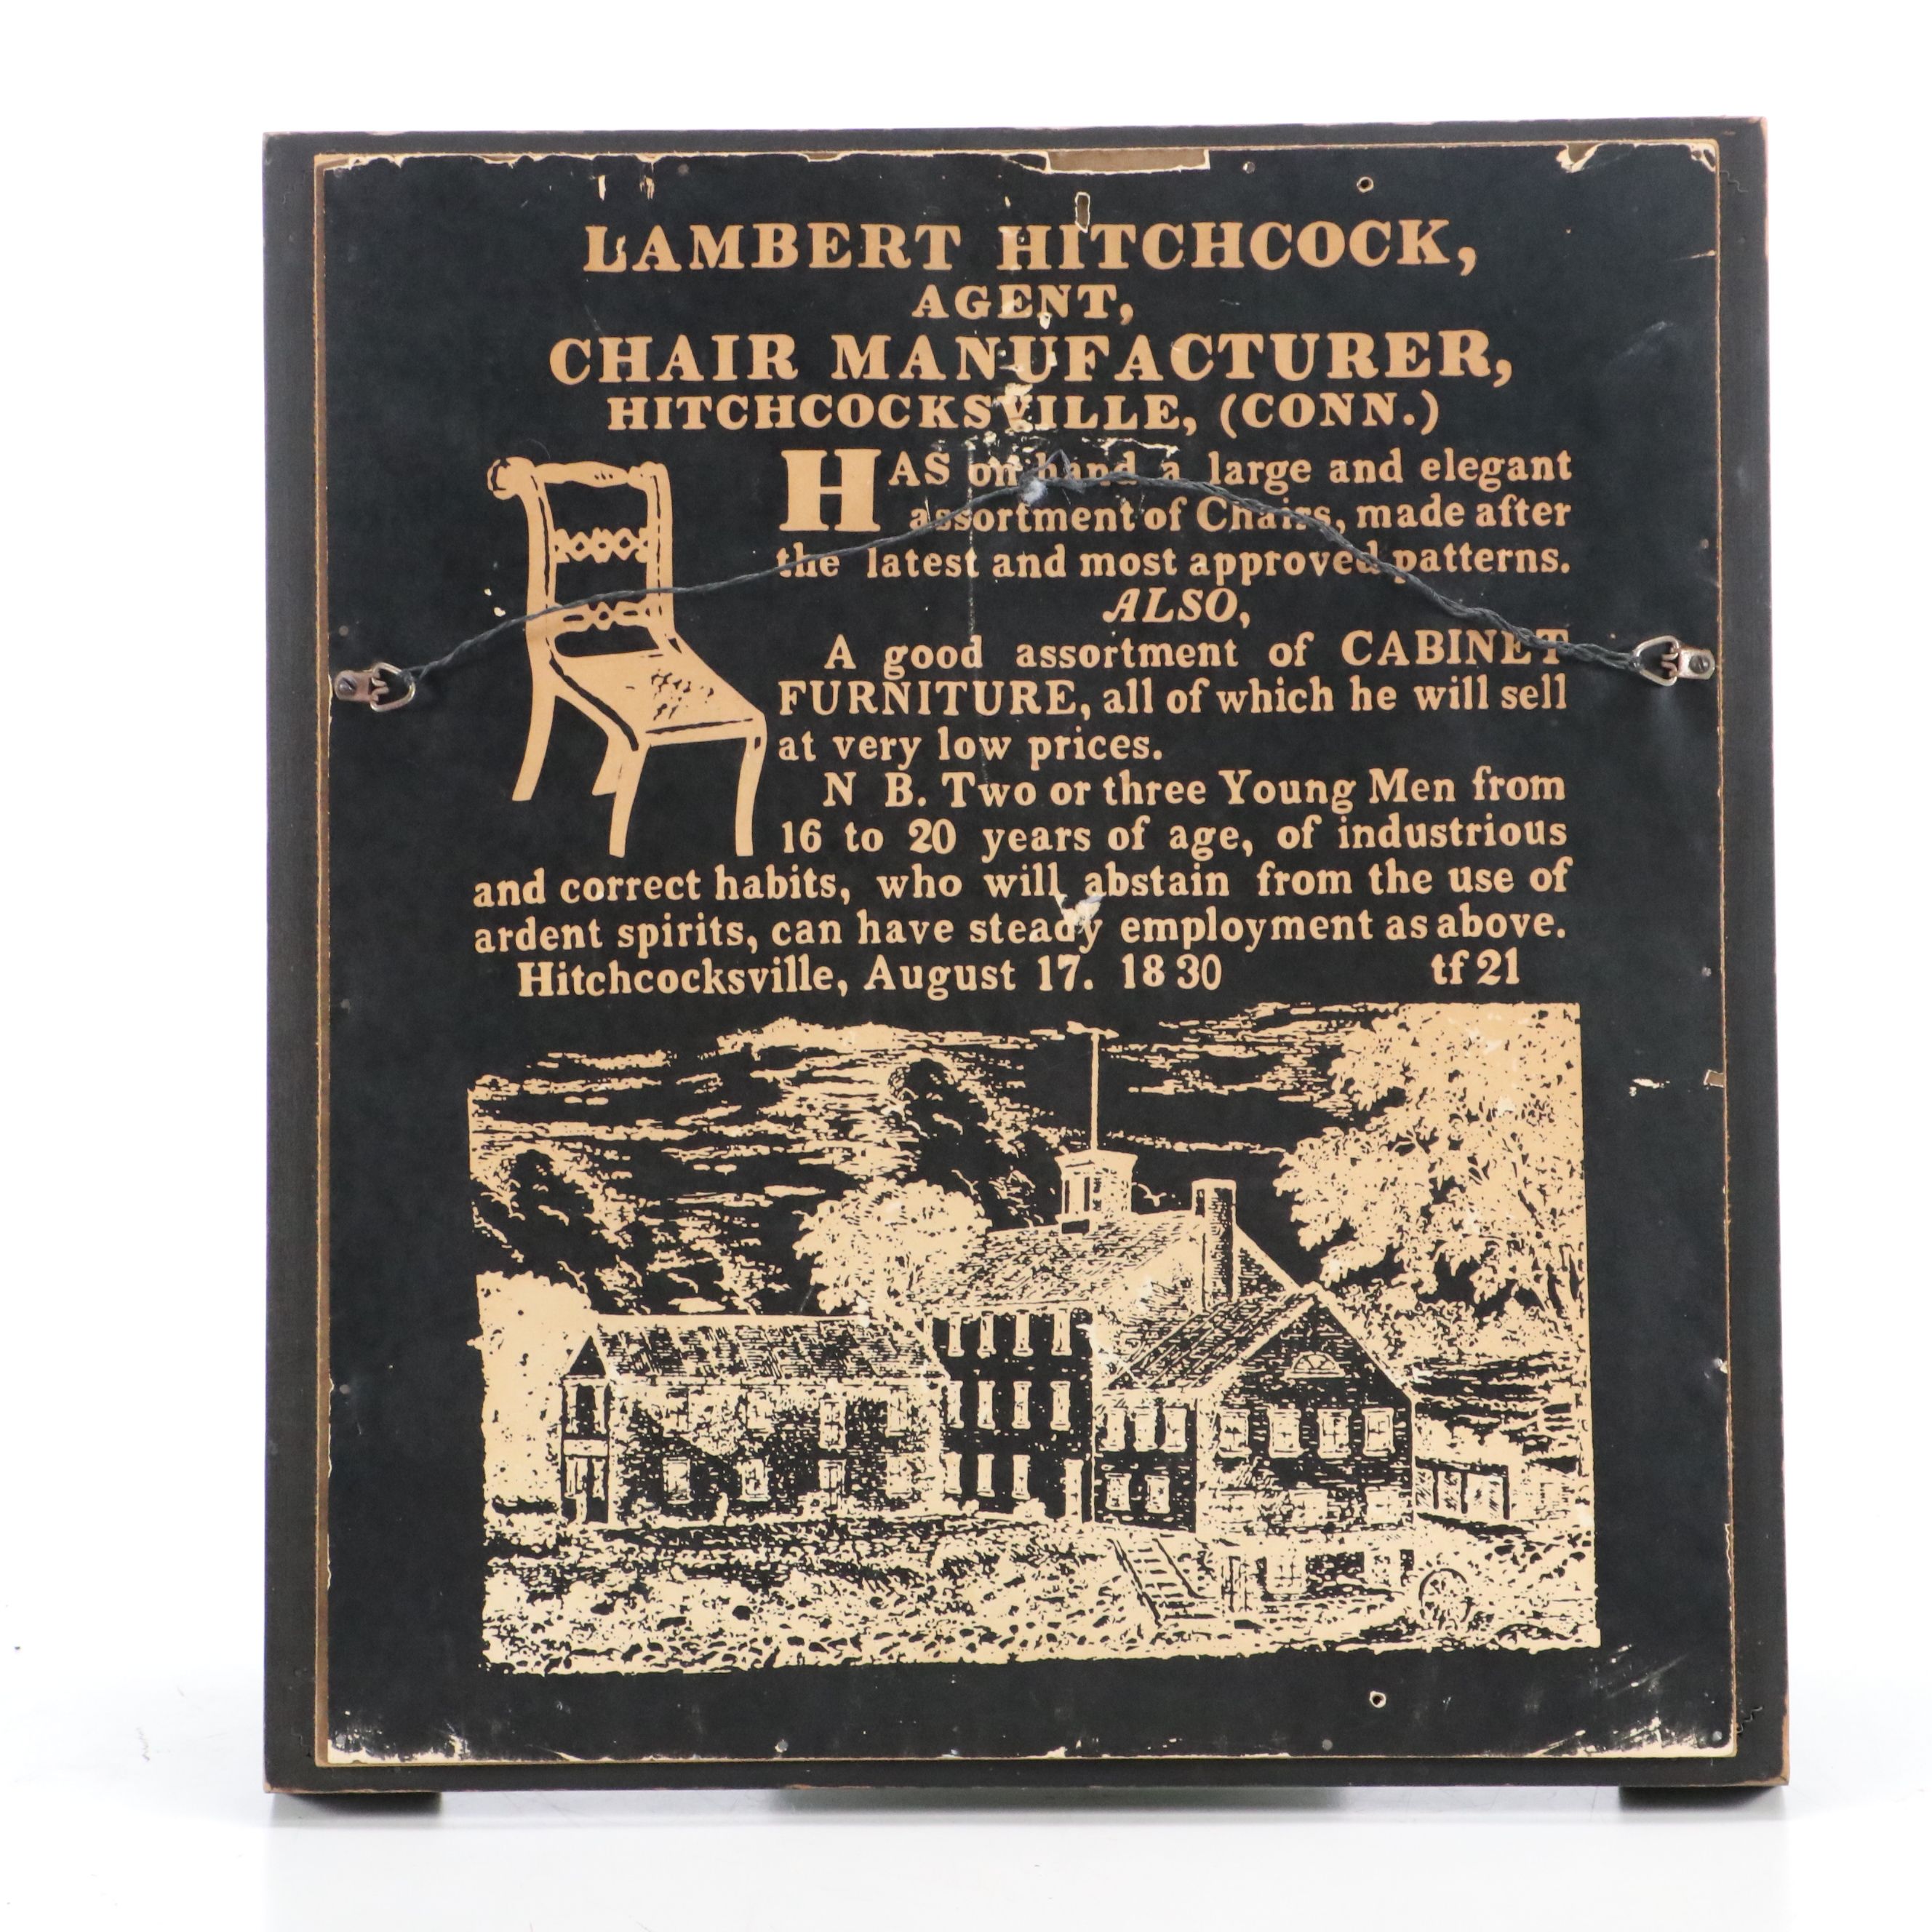 LAMBERT HITCHCOCK,
AGENT,
CHAIR MANUFACTURER,
HITCHCOCKSVILLE, (CONN.)
HAS on hand a large and elegant
assortment of Chairs, made after
the latest and most approved patterns.
ALSO,
A good assortment of CABINET
FURNITURE, all of which he will sell
at very low prices.
N B. Two or three Young Men from
16 to 20 years of age, of industrious
and correct habits, who will abstain from the use of
ardent spirits, can have steady employment as above.
Hitchcocksville, August 17. 1830 tf 21